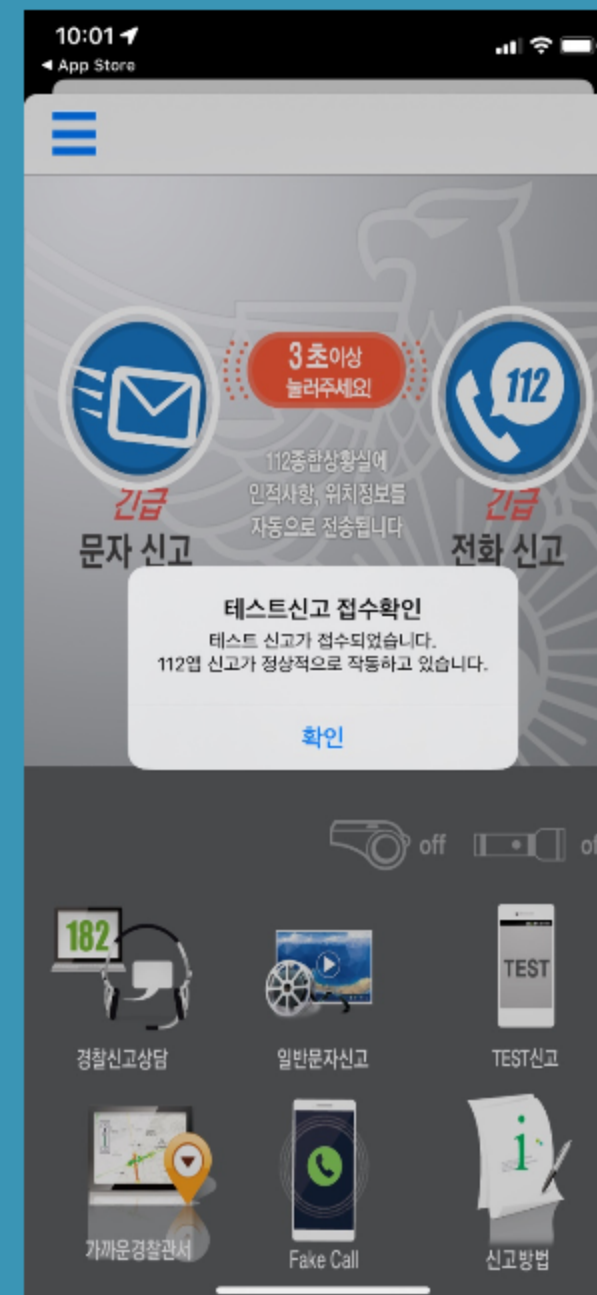 10:01
◀ App Store
3초이상
눌러주세요!
112
112종합상황실에
인적사항, 위치정보를
자동으로 전송됩니다
긴급
문자 신고
긴급
전화 신고
테스트신고 접수확인
테스트 신고가 접수되었습니다.
112앱 신고가 정상적으로 작동하고 있습니다.
확인
off
of
182
TEST
경찰신고상담
일반문자신고
TEST신고
i
가까운경찰관서
Fake Call
신고방법